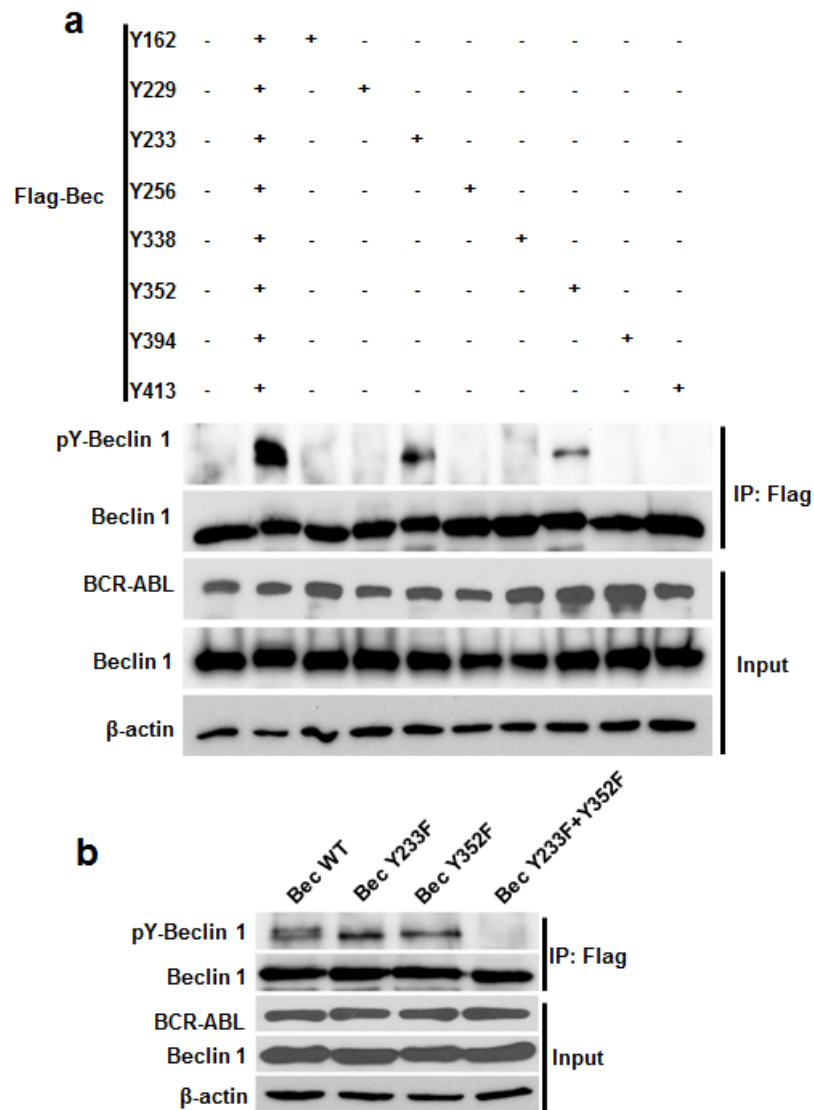 a
Y162 - + + - - - - - - -
Y229 - + - + - - - - - -
Y233 - + - - + - - - - -
Flag-Bec
Y256 - + - - - + - - - -
Y338 - + - - - - + - - -
Y352 - + - - - - - + - -
Y394 - + - - - - - - + -
Y413 - + - - - - - - - +
pY-Beclin 1
Beclin 1
IP: Flag
BCR-ABL
Beclin 1
Input
β-actin
b
Bec WT
Bec Y233F
Bec Y352F
Bec Y233F+Y352F
pY-Beclin 1
Beclin 1
IP: Flag
BCR-ABL
Beclin 1
Input
β-actin